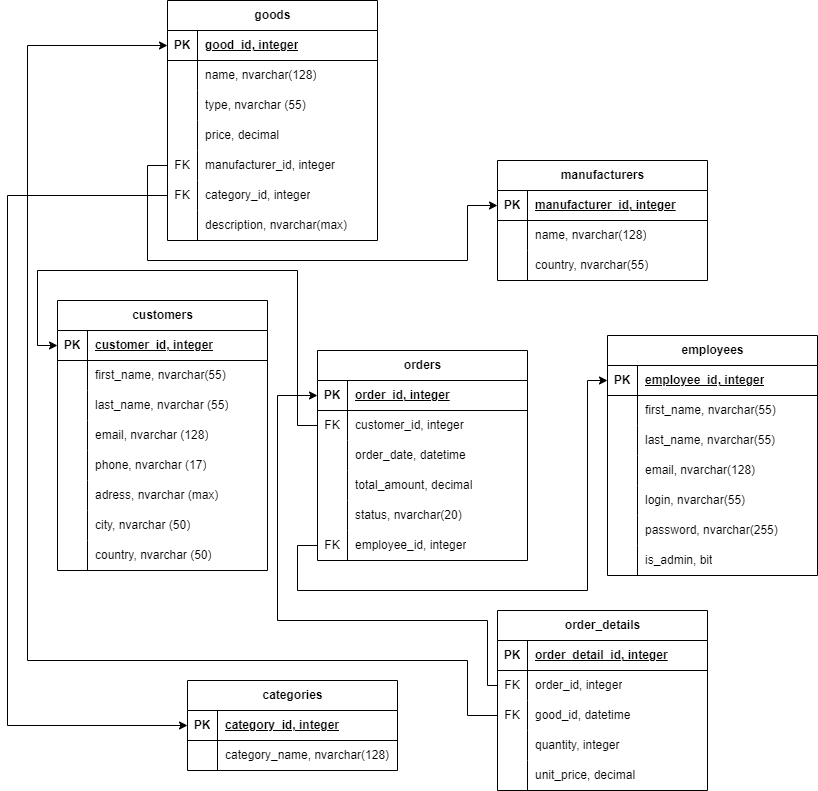 goods
PK good_id, integer
name, nvarchar(128)
type, nvarchar (55)
price, decimal
FK manufacturer_id, integer
FK category_id, integer
description, nvarchar(max)
manufacturers
PK manufacturer_id, integer
name, nvarchar(128)
country, nvarchar(55)
customers
PK customer_id, integer
first_name, nvarchar(55)
last_name, nvarchar (55)
email, nvarchar (128)
phone, nvarchar (17)
adress, nvarchar (max)
city, nvarchar (50)
country, nvarchar (50)
orders
PK order_id, integer
FK customer_id, integer
order_date, datetime
total_amount, decimal
status, nvarchar(20)
FK employee_id, integer
employees
PK employee_id, integer
first_name, nvarchar(55)
last_name, nvarchar(55)
email, nvarchar(128)
login, nvarchar(55)
password, nvarchar(255)
is_admin, bit
order_details
PK order_detail_id, integer
FK order_id, integer
FK good_id, datetime
quantity, integer
unit_price, decimal
categories
PK category_id, integer
category_name, nvarchar(128)